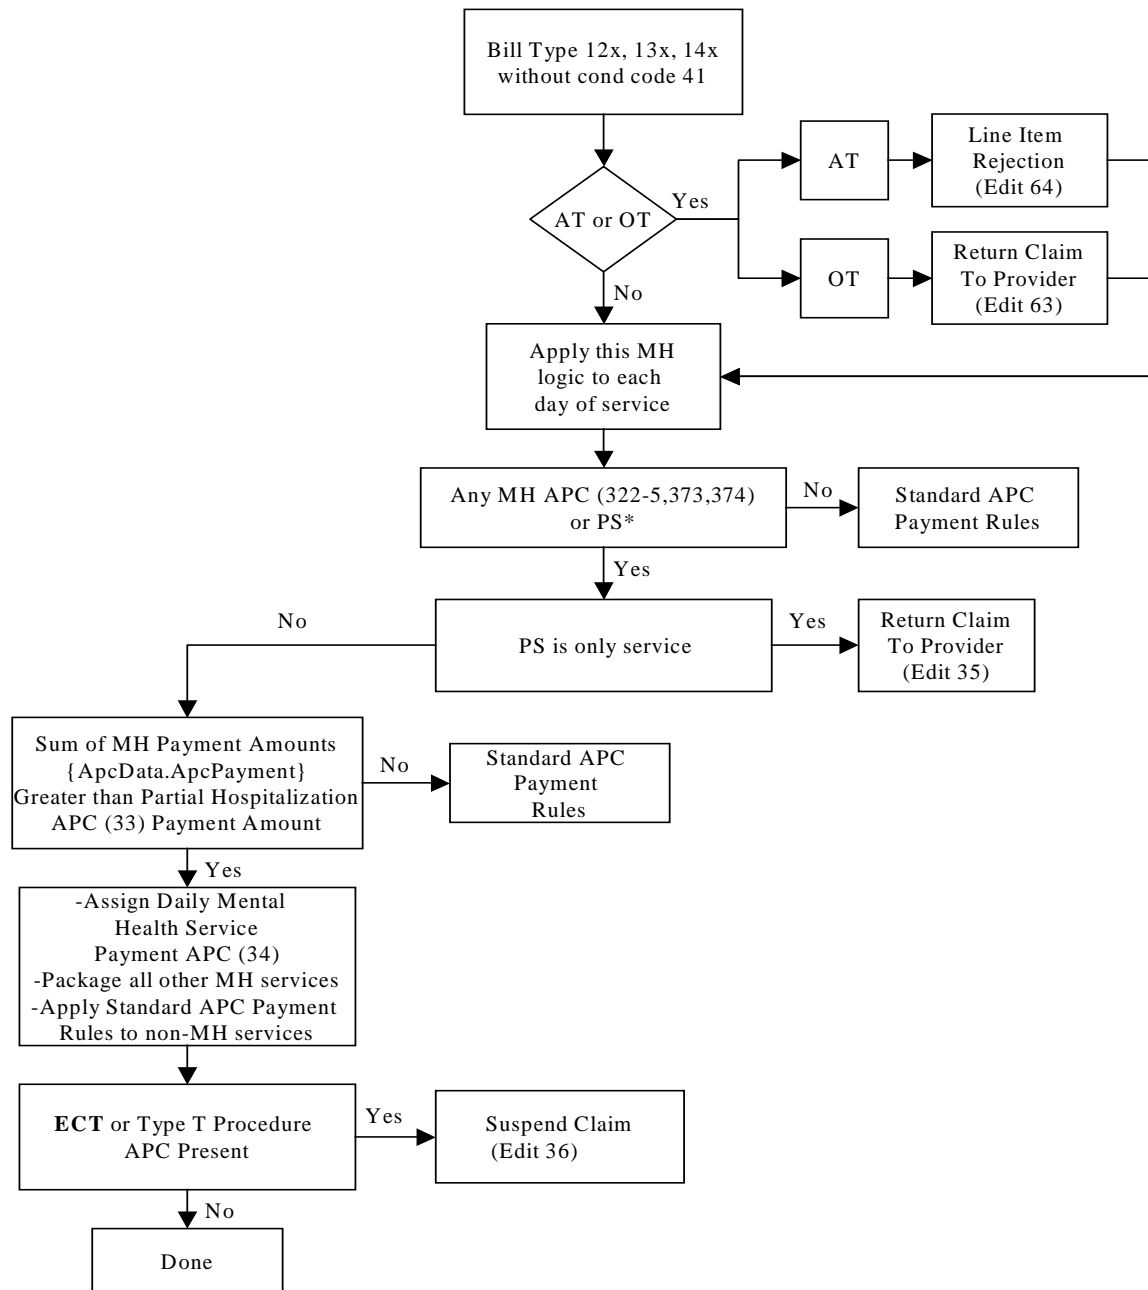 Bill Type 12x, 13x, 14x
without cond code 41
AT or OT
Yes
AT
Line Item
Rejection
(Edit 64)
OT
Return Claim
To Provider
(Edit 63)
No
Apply this MH
logic to each
day of service
Any MH APC (322-5,373,374)
or PS*
No
Standard APC
Payment Rules
Yes
PS is only service
Yes
Return Claim
To Provider
(Edit 35)
No
Sum of MH Payment Amounts
{ApcData.ApcPayment}
Greater than Partial Hospitalization
APC (33) Payment Amount
No
Standard APC
Payment
Rules
Yes
-Assign Daily Mental
Health Service
Payment APC (34)
-Package all other MH services
-Apply Standard APC Payment
Rules to non-MH services
ECT or Type T Procedure
APC Present
Yes
Suspend Claim
(Edit 36)
No
Done